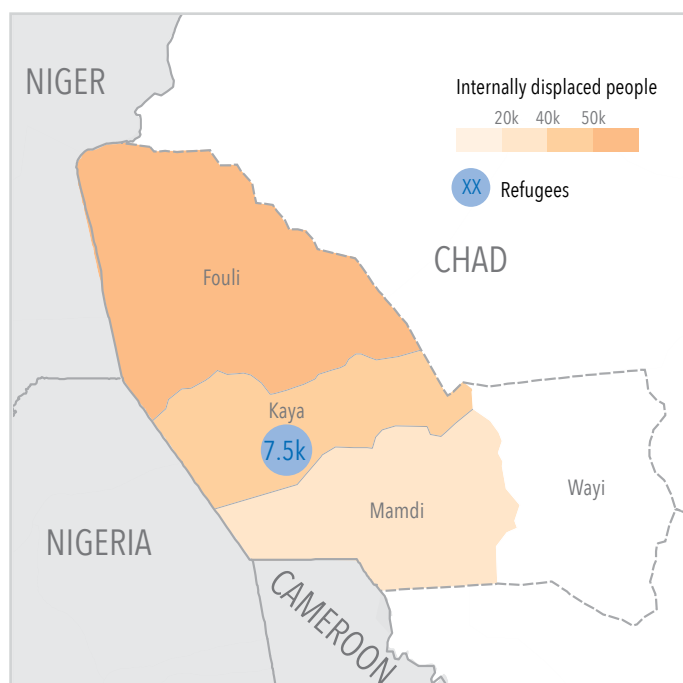 NIGER
Internally displaced people
20k 40k 50k
XX Refugees
CHAD
Fouli
Kaya
7.5k
Wayi
Mamdi
NIGERIA
CAMEROON